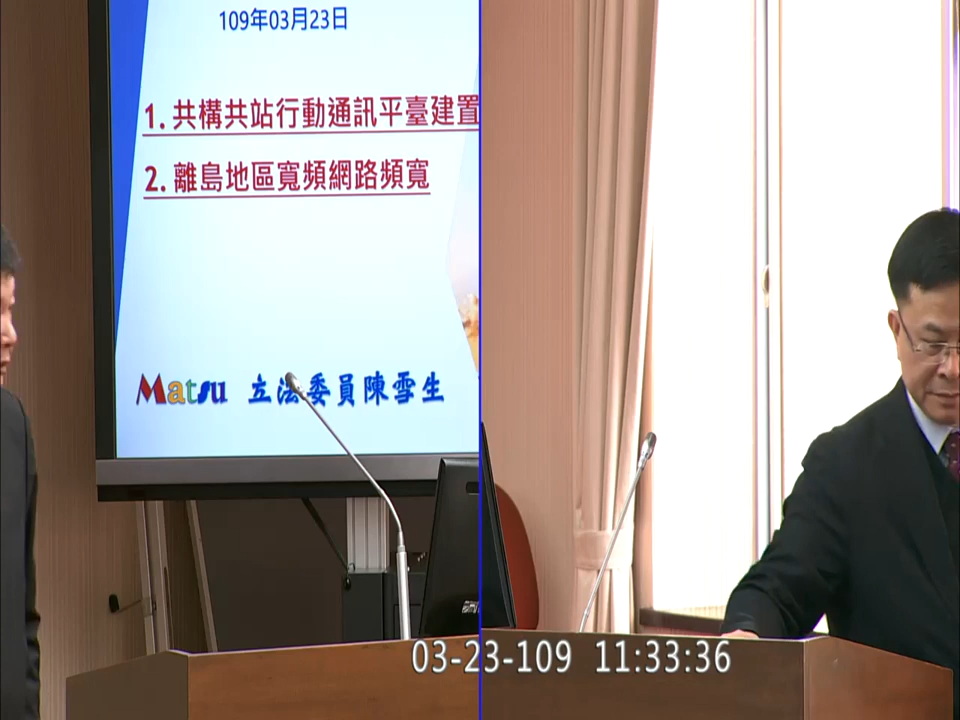 109年03月23日
1. 共構共站行動通訊平臺建置
2. 離島地區寬頻網路頻寬
Matsu 立法委員陳雪生
03-23-109 11:33:36